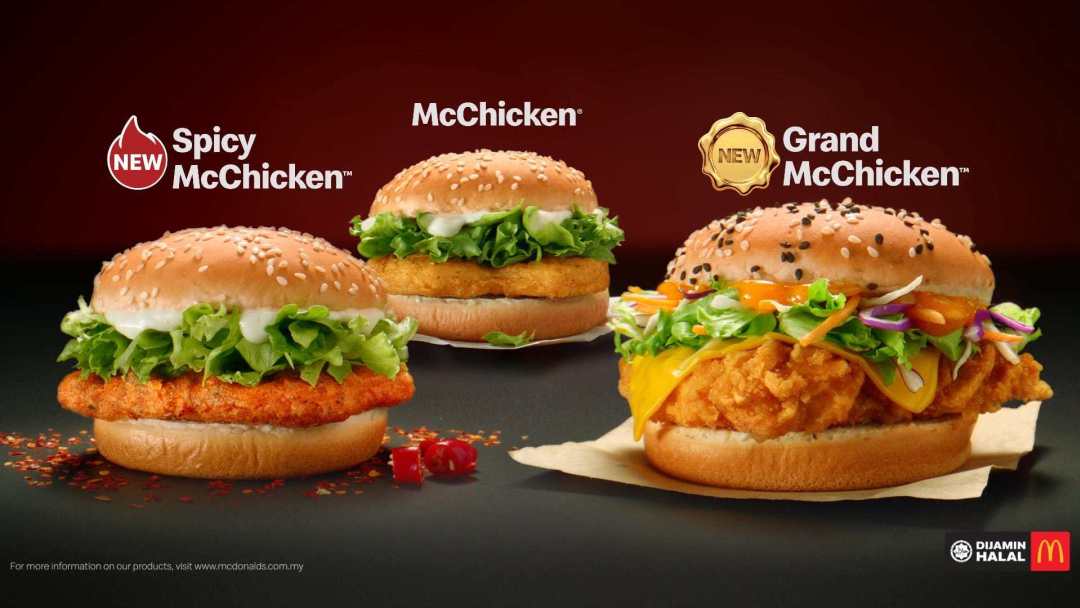 McChicken®
NEW
Spicy
McChicken™
NEW
Grand
McChicken™
For more information on our products, visit www.mcdonalds.com.my
DIJAMIN
HALAL